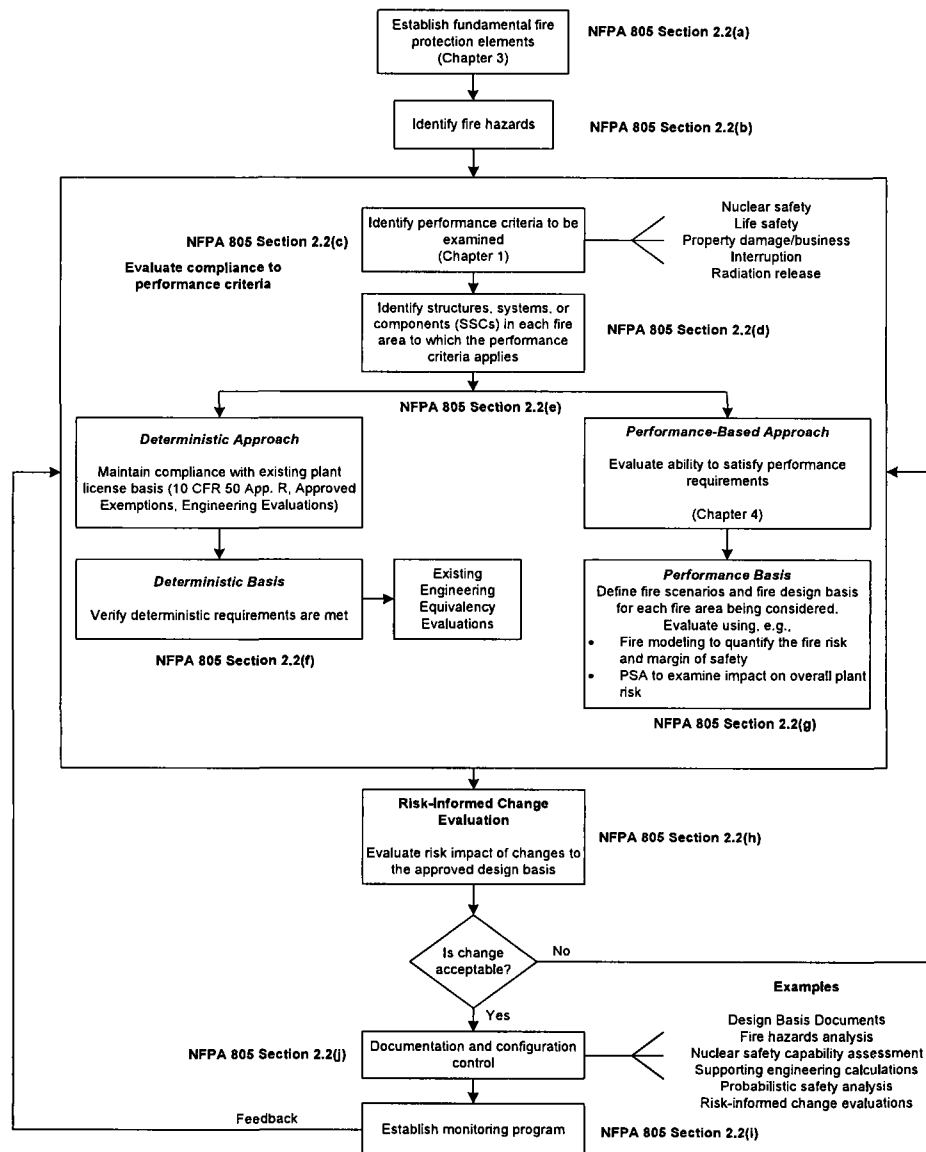 Establish fundamental fire
protection elements
(Chapter 3)
NFPA 805 Section 2.2(a)
Identify fire hazards
NFPA 805 Section 2.2(b)
NFPA 805 Section 2.2(c)
Evaluate compliance to
performance criteria
Identify performance criteria to be
examined
(Chapter 1)
Nuclear safety
Life safety
Property damage/business
Interruption
Radiation release
Identify structures, systems, or
components (SSCs) in each fire
area to which the performance
criteria applies
NFPA 805 Section 2.2(d)
NFPA 805 Section 2.2(e)
Deterministic Approach
Maintain compliance with existing plant
license basis (10 CFR 50 App. R, Approved
Exemptions, Engineering Evaluations)
Performance-Based Approach
Evaluate ability to satisfy performance
requirements
(Chapter 4)
Deterministic Basis
Verify deterministic requirements are met
Existing
Engineering
Equivalency
Evaluations
NFPA 805 Section 2.2(f)
Performance Basis
Define fire scenarios and fire design basis
for each fire area being considered.
Evaluate using, e.g.,
• Fire modeling to quantify the fire risk
and margin of safety
• PSA to examine impact on overall plant
risk
NFPA 805 Section 2.2(g)
Risk-Informed Change
Evaluation
Evaluate risk impact of changes to
the approved design basis
NFPA 805 Section 2.2(h)
Is change
acceptable?
No
Yes
NFPA 805 Section 2.2(j)
Documentation and configuration
control
Examples
Design Basis Documents
Fire hazards analysis
Nuclear safety capability assessment
Supporting engineering calculations
Probabilistic safety analysis
Risk-informed change evaluations
Feedback
Establish monitoring program
NFPA 805 Section 2.2(i)